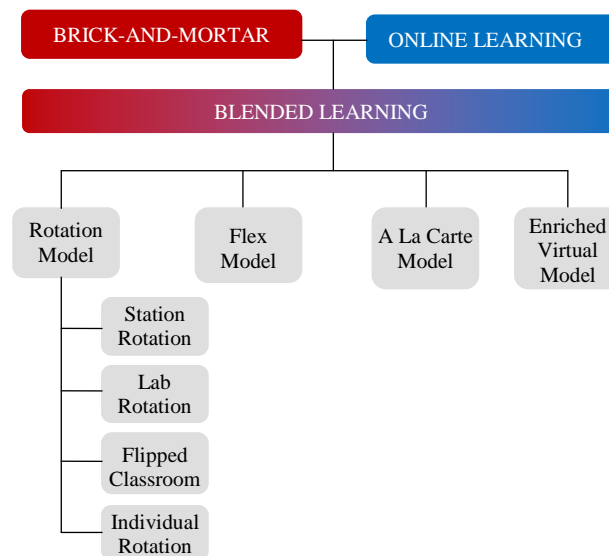 BRICK-AND-MORTAR
ONLINE LEARNING
BLENDED LEARNING
Rotation
Model
Flex
Model
A La Carte
Model
Enriched
Virtual
Model
Station
Rotation
Lab
Rotation
Flipped
Classroom
Individual
Rotation